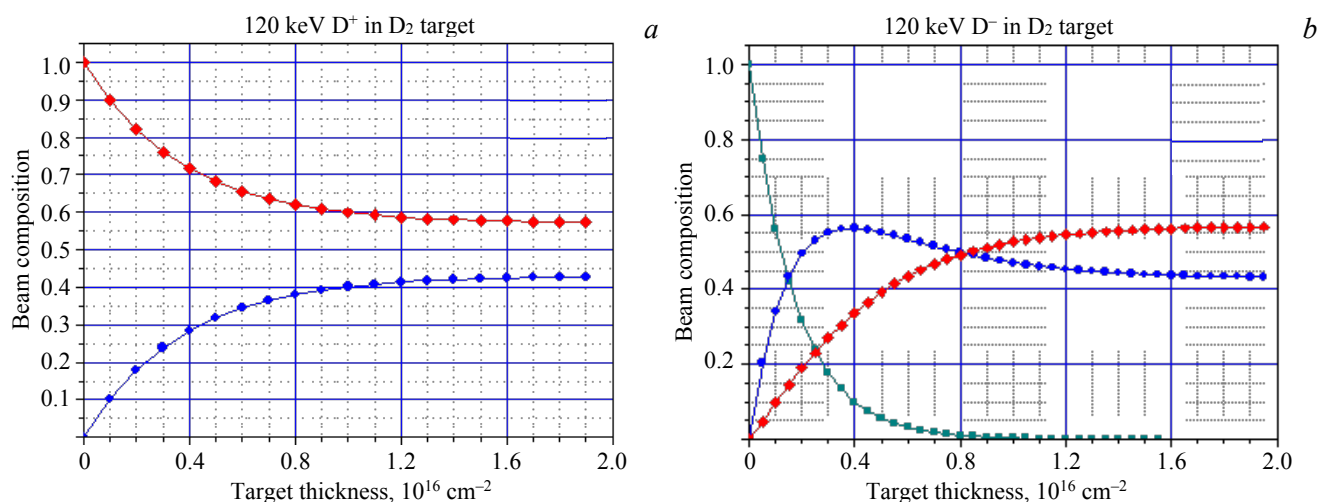 120 keV D⁺ in D₂ target
a
Beam composition
1.0
0.9
0.8
0.7
0.6
0.5
0.4
0.3
0.2
0.1
0 0.4 0.8 1.2 1.6 2.0
Target thickness, 10¹⁶ cm⁻²
120 keV D⁻ in D₂ target
b
Beam composition
1.0
0.8
0.6
0.4
0.2
0 0.4 0.8 1.2 1.6 2.0
Target thickness, 10¹⁶ cm⁻²